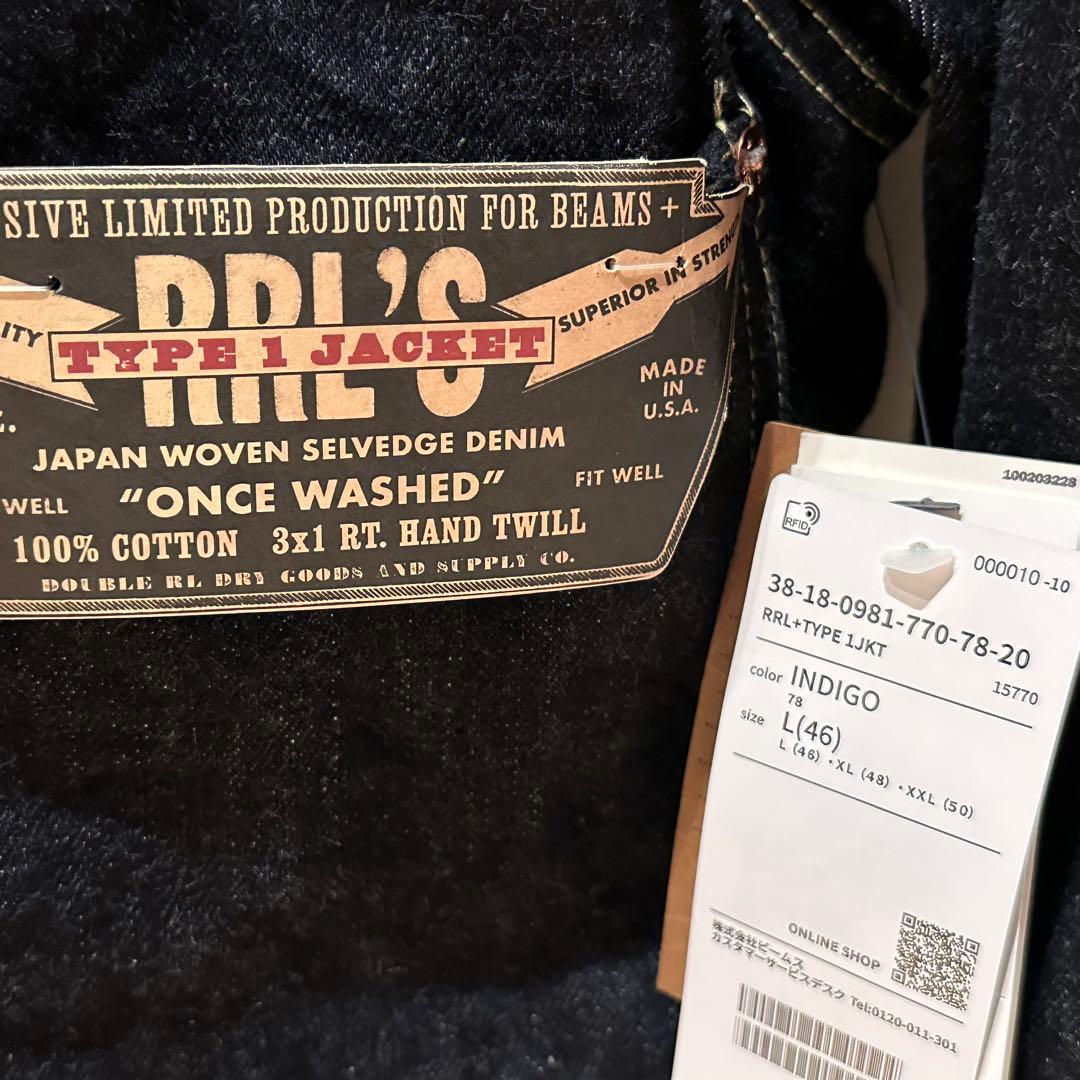 SIVE LIMITED PRODUCTION FOR BEAMS +
RRL'S
ITY
TYPE 1 JACKET
SUPERIOR IN STRENG
MADE
IN
U.S.A.
JAPAN WOVEN SELVEDGE DENIM
WELL
"ONCE WASHED"
FIT WELL
100% COTTON 3x1 RT. HAND TWILL
DOUBLE RL DRY GOODS AND SUPPLY CO.
100203228
RFID
000010 -10
38-18-0981-770-78-20
RRL+TYPE 1JKT
15770
color INDIGO
78
size L(46)
L (46) ・XL (48) ・XXL (50)
ONLINE SHOP
株式会社ビームス
カスタマーサービスデスク Tel:0120-011-301